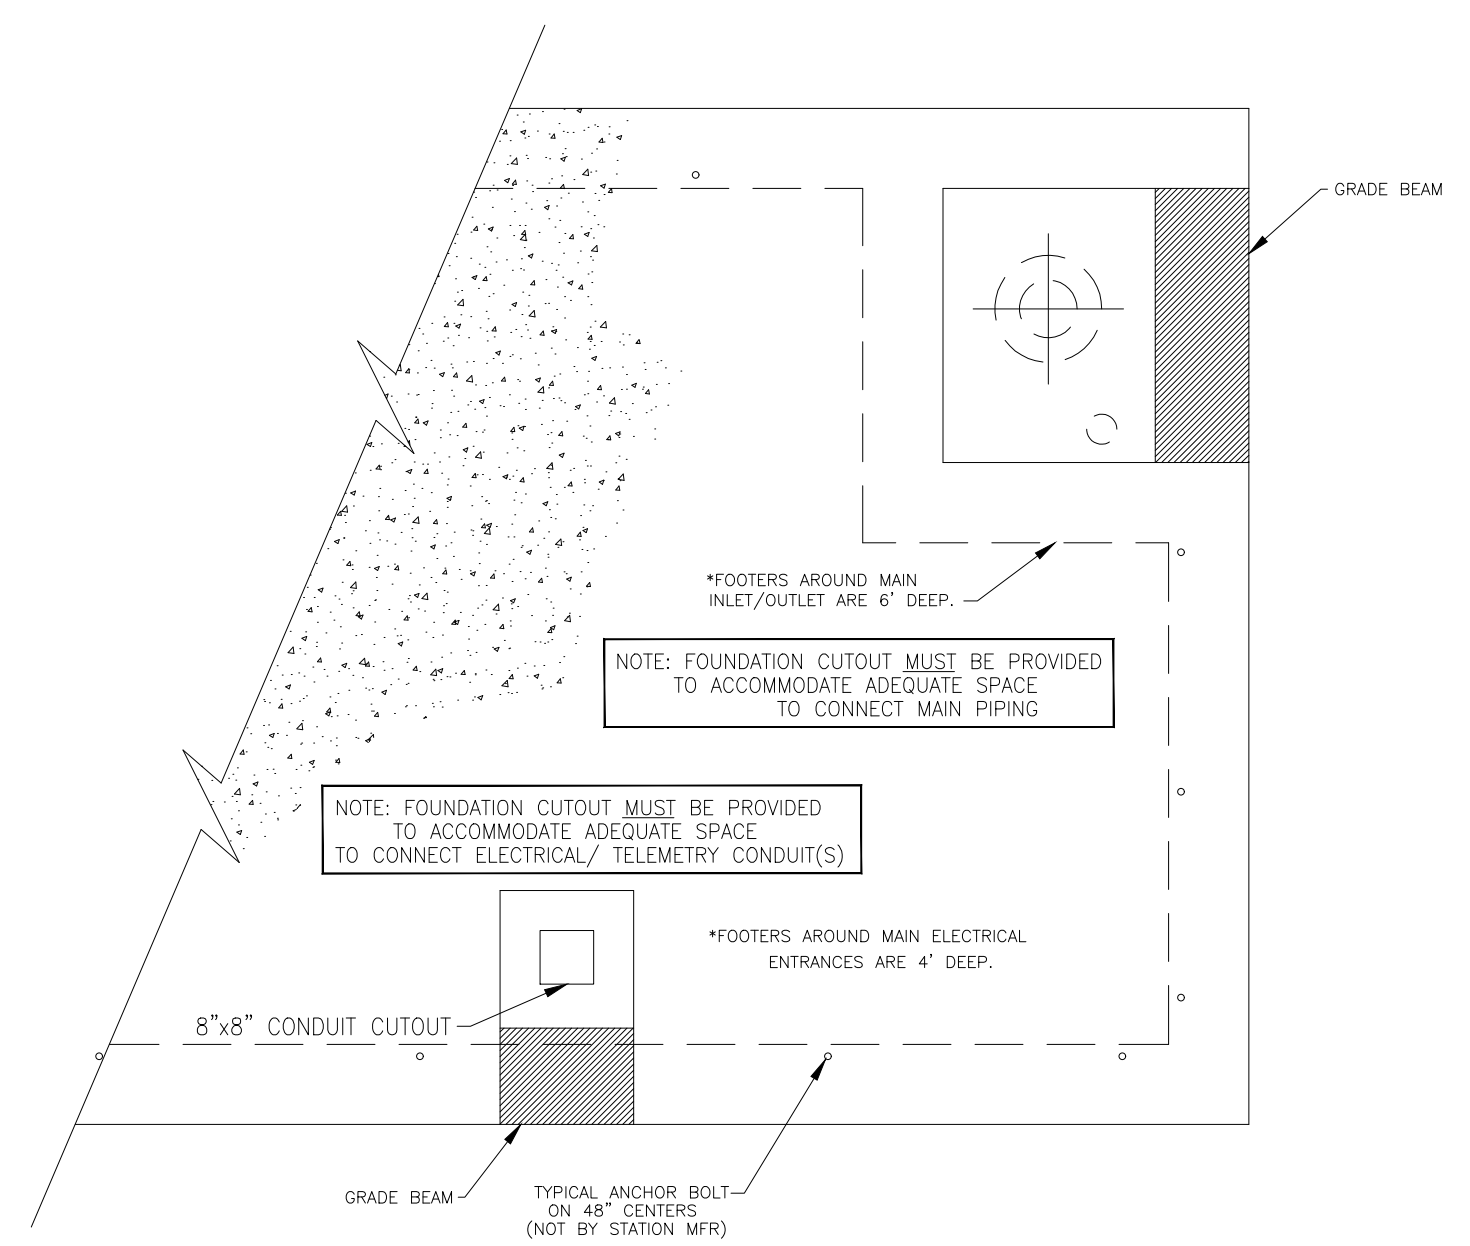 GRADE BEAM
*FOOTERS AROUND MAIN
INLET/OUTLET ARE 6' DEEP.
NOTE: FOUNDATION CUTOUT MUST BE PROVIDED
TO ACCOMMODATE ADEQUATE SPACE
TO CONNECT MAIN PIPING
NOTE: FOUNDATION CUTOUT MUST BE PROVIDED
TO ACCOMMODATE ADEQUATE SPACE
TO CONNECT ELECTRICAL/ TELEMETRY CONDUIT(S)
*FOOTERS AROUND MAIN ELECTRICAL
ENTRANCES ARE 4' DEEP.
8"x8" CONDUIT CUTOUT
GRADE BEAM
TYPICAL ANCHOR BOLT
ON 48" CENTERS
(NOT BY STATION MFR)